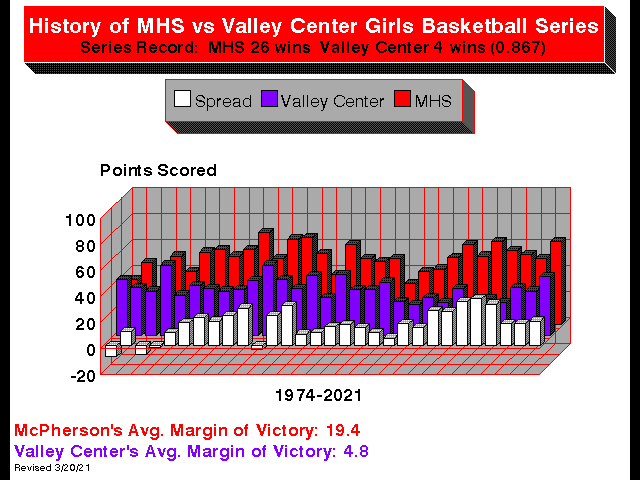 History of MHS vs Valley Center Girls Basketball Series
Series Record: MHS 26 wins Valley Center 4 wins (0.867)
Spread Valley Center MHS
Points Scored
100
80
60
40
20
0
-20
1974-2021
McPherson's Avg. Margin of Victory: 19.4
Valley Center's Avg. Margin of Victory: 4.8
Revised 3/20/21